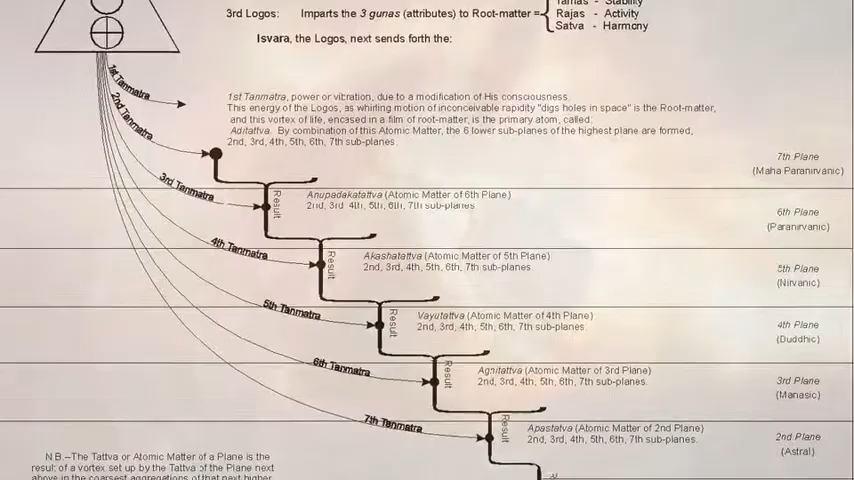 Tamas - Stability
3rd Logos: Imparts the 3 gunas (attributes) to Root-matter = Rajas - Activity
Satva - Harmony
Isvara, the Logos, next sends forth the:
1st Tanmatra
1st Tanmatra, power or vibration, due to a modification of His consciousness.
This energy of the Logos, as whirling motion of inconceivable rapidity "digs holes in space" is the Root-matter,
and this vortex of life, encased in a film of root-matter, is the primary atom, called:
Aditattva. By combination of this Atomic Matter, the 6 lower sub-planes of the highest plane are formed,
2nd, 3rd, 4th, 5th, 6th, 7th sub-planes.
2nd Tanmatra
7th Plane
(Maha Paranirvanic)
3rd Tanmatra
Result
Anupadakatattva (Atomic Matter of 6th Plane)
2nd, 3rd 4th, 5th, 6th, 7th sub-planes
6th Plane
(Paranirvanic)
4th Tanmatra
Result
Akashatattva (Atomic Matter of 5th Plane)
2nd, 3rd, 4th, 5th, 6th, 7th sub-planes
5th Plane
(Nirvanic)
5th Tanmatra
Result
Vayutattva (Atomic Matter of 4th Plane)
2nd, 3rd, 4th, 5th, 6th, 7th sub-planes.
4th Plane
(Duddhic)
6th Tanmatra
Result
Agnitattva (Atomic Matter of 3rd Plane)
2nd, 3rd, 4th, 5th, 6th, 7th sub-planes.
3rd Plane
(Manasic)
7th Tanmatra
Result
Apastatva (Atomic Matter of 2nd Plane)
2nd, 3rd, 4th, 5th, 6th, 7th sub-planes.
2nd Plane
(Astral)
N.B.–The Tattva or Atomic Matter of a Plane is the
result of a vortex set up by the Tattva of the Plane next
above in the coarsest aggregations of that next higher